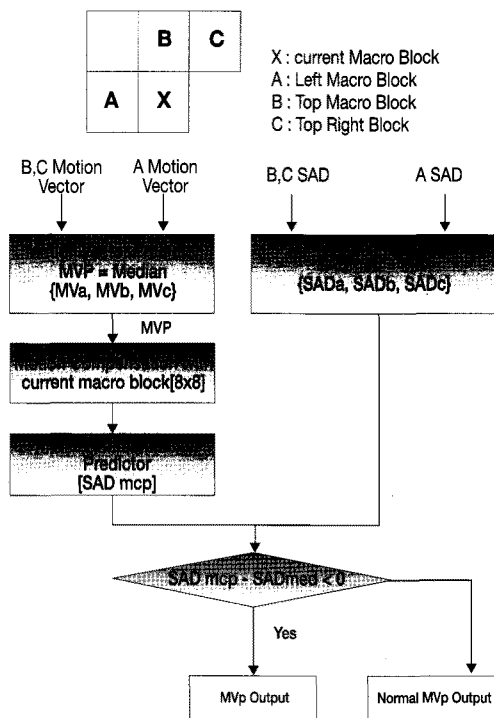 B
C
A
X
X : current Macro Block
A : Left Macro Block
B : Top Macro Block
C : Top Right Block
B,C Motion
Vector
A Motion
Vector
B,C SAD
A SAD
MVP = Median
{MVa, MVb, MVc}
{SADa, SADb, SADc}
MVP
current macro block[8x8]
Predictor
[SAD mcp]
SAD mcp - SADmed < 0
Yes
MVp Output
Normal MVp Output